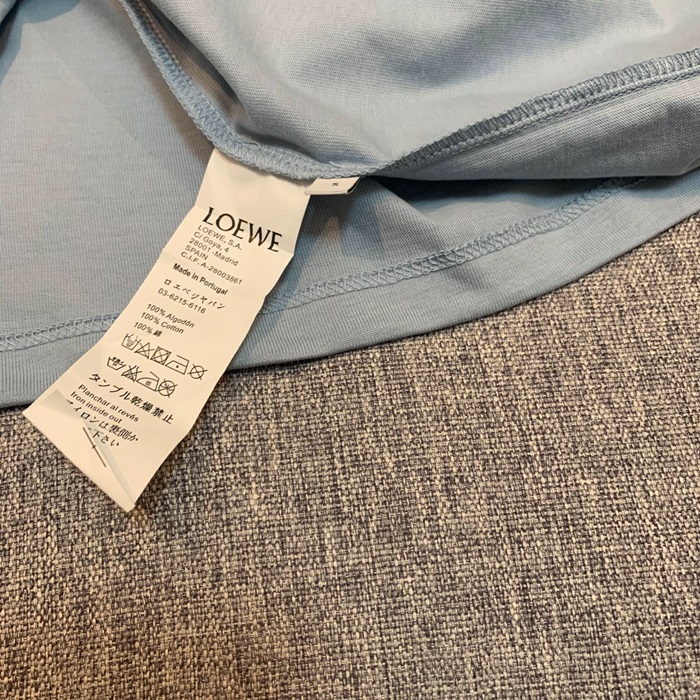 S
LOEWE
LOEWE, S.A.
C/ Goya, 4
28001 -Madrid
SPAIN
C.I.F. A-28003861
Made in Portugal
ロエベジャパン
03-6215-6116
100% Algodón
100% Cotton
100% 綿
タンブル乾燥禁止
Planchar al revés
Iron inside out
アイロンは裏側か
下さい